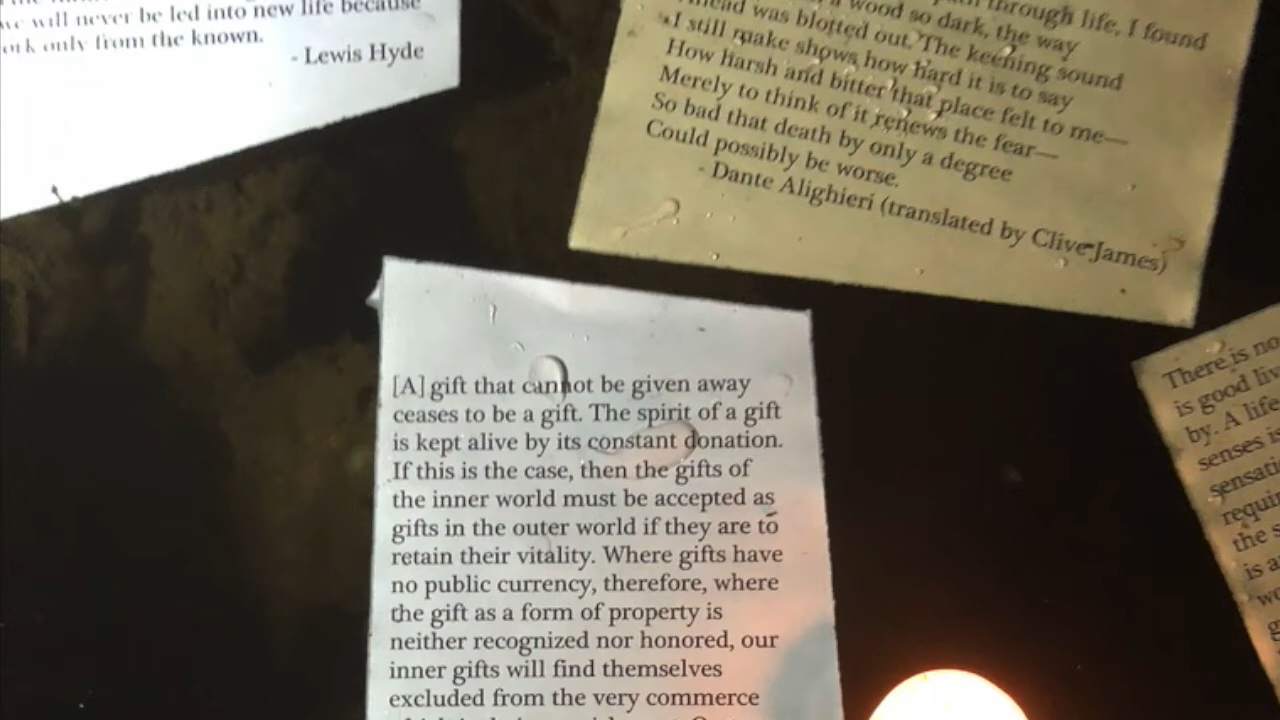 we will never be led into new life because
work only from the known.
- Lewis Hyde
through life, I found
a wood so dark, the way
was blotted out. The keening sound
I still make shows how hard it is to say
How harsh and bitter that place felt to me—
Merely to think of it renews the fear—
So bad that death by only a degree
Could possibly be worse.
- Dante Alighieri (translated by Clive James)
[A] gift that cannot be given away
ceases to be a gift. The spirit of a gift
is kept alive by its constant donation.
If this is the case, then the gifts of
the inner world must be accepted as
gifts in the outer world if they are to
retain their vitality. Where gifts have
no public currency, therefore, where
the gift as a form of property is
neither recognized nor honored, our
inner gifts will find themselves
excluded from the very commerce
There is no
is good
by. A life
senses is
the
is